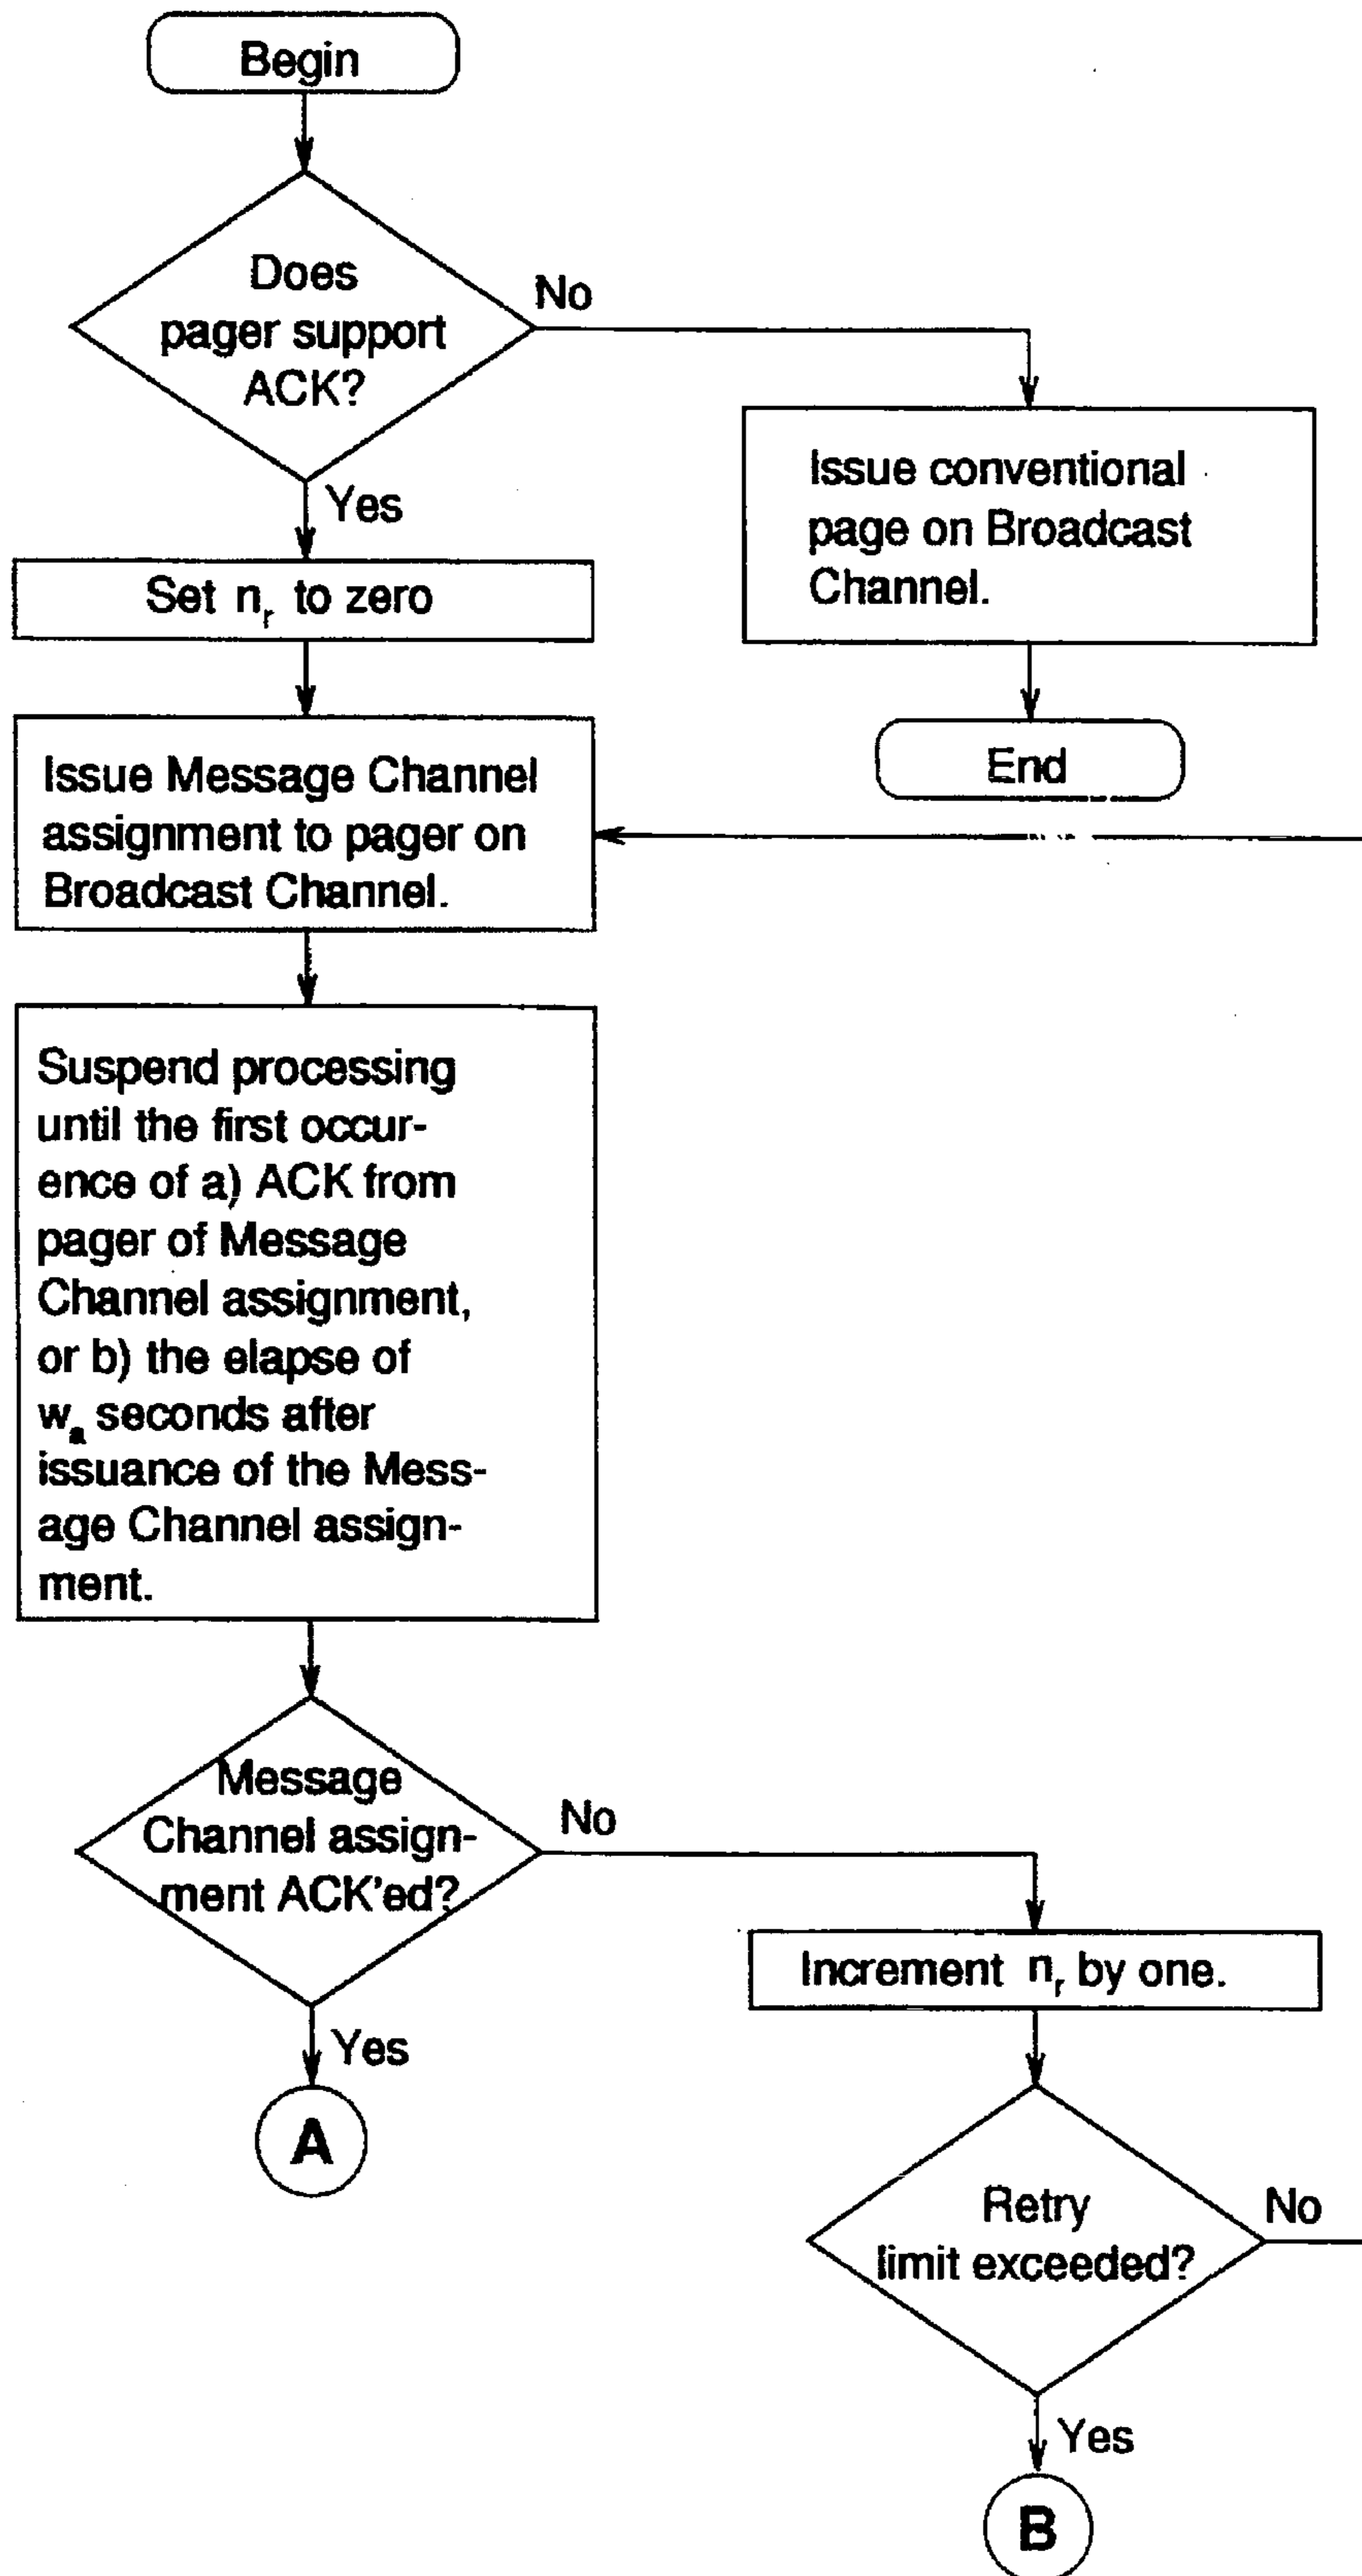 Begin
Does
pager support
ACK?
No
Yes
Issue conventional
page on Broadcast
Channel.
Set n_r to zero
End
Issue Message Channel
assignment to pager on
Broadcast Channel.
Suspend processing
until the first occur-
ence of a) ACK from
pager of Message
Channel assignment,
or b) the elapse of
w_a seconds after
issuance of the Mess-
age Channel assign-
ment.
Message
Channel assign-
ment ACK'ed?
No
Yes
Increment n_r by one.
A
Retry
limit exceeded?
No
Yes
B